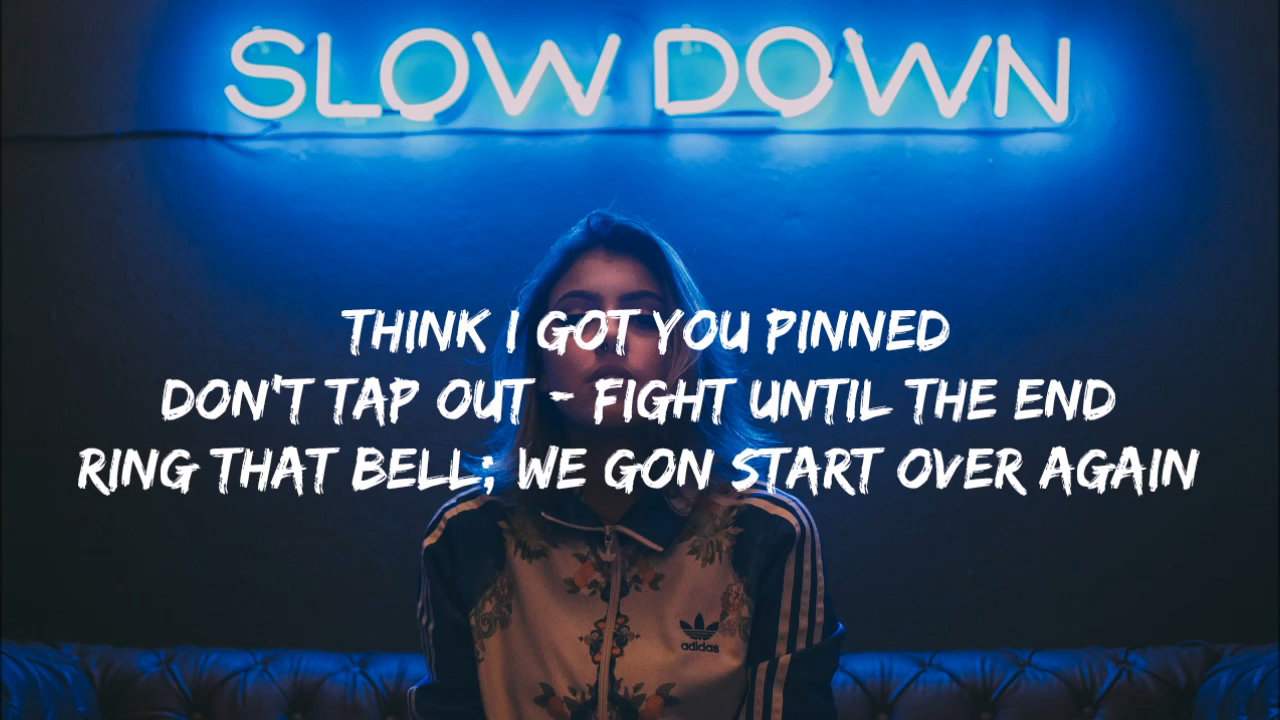 SLOW DOWN
THINK I GOT YOU PINNED
DON'T TAP OUT - FIGHT UNTIL THE END
RING THAT BELL; WE GON START OVER AGAIN
adidas